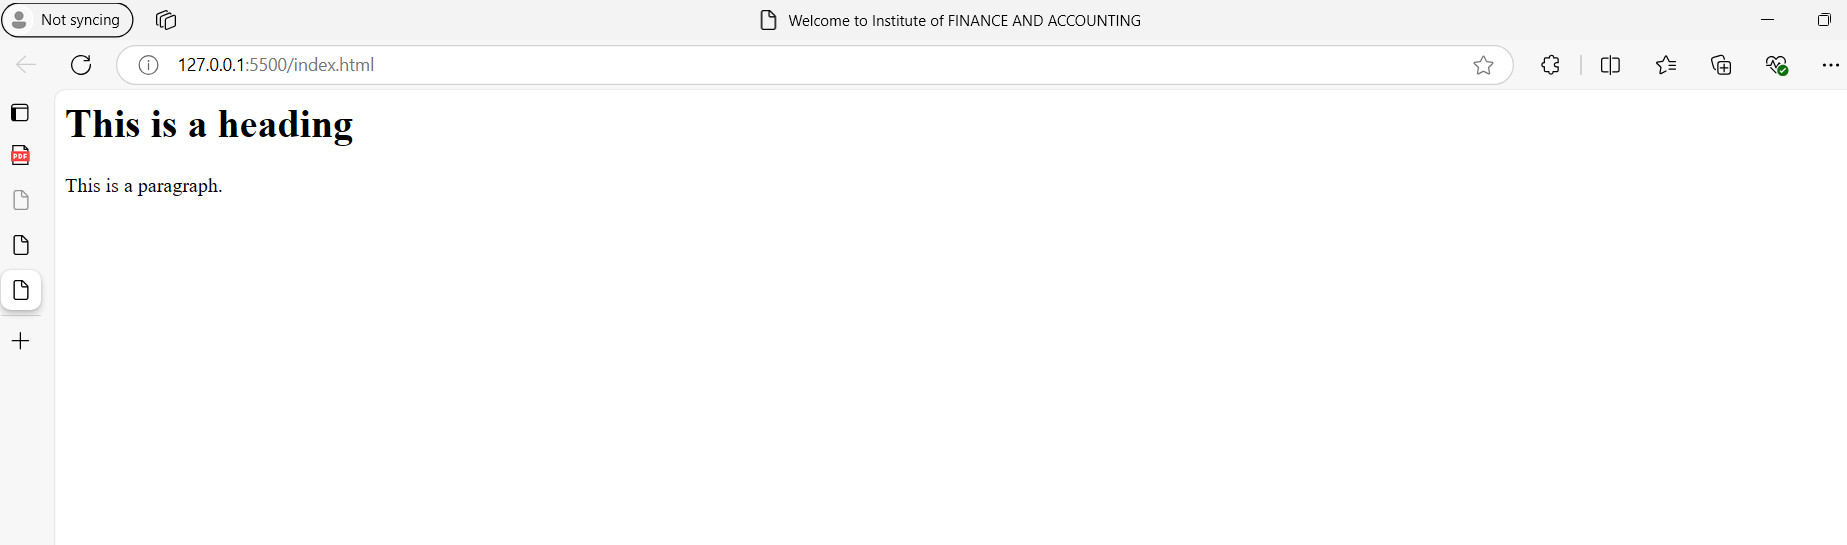 Not syncing
Welcome to Institute of FINANCE AND ACCOUNTING
127.0.0.1:5500/index.html
PDF
This is a heading
This is a paragraph.